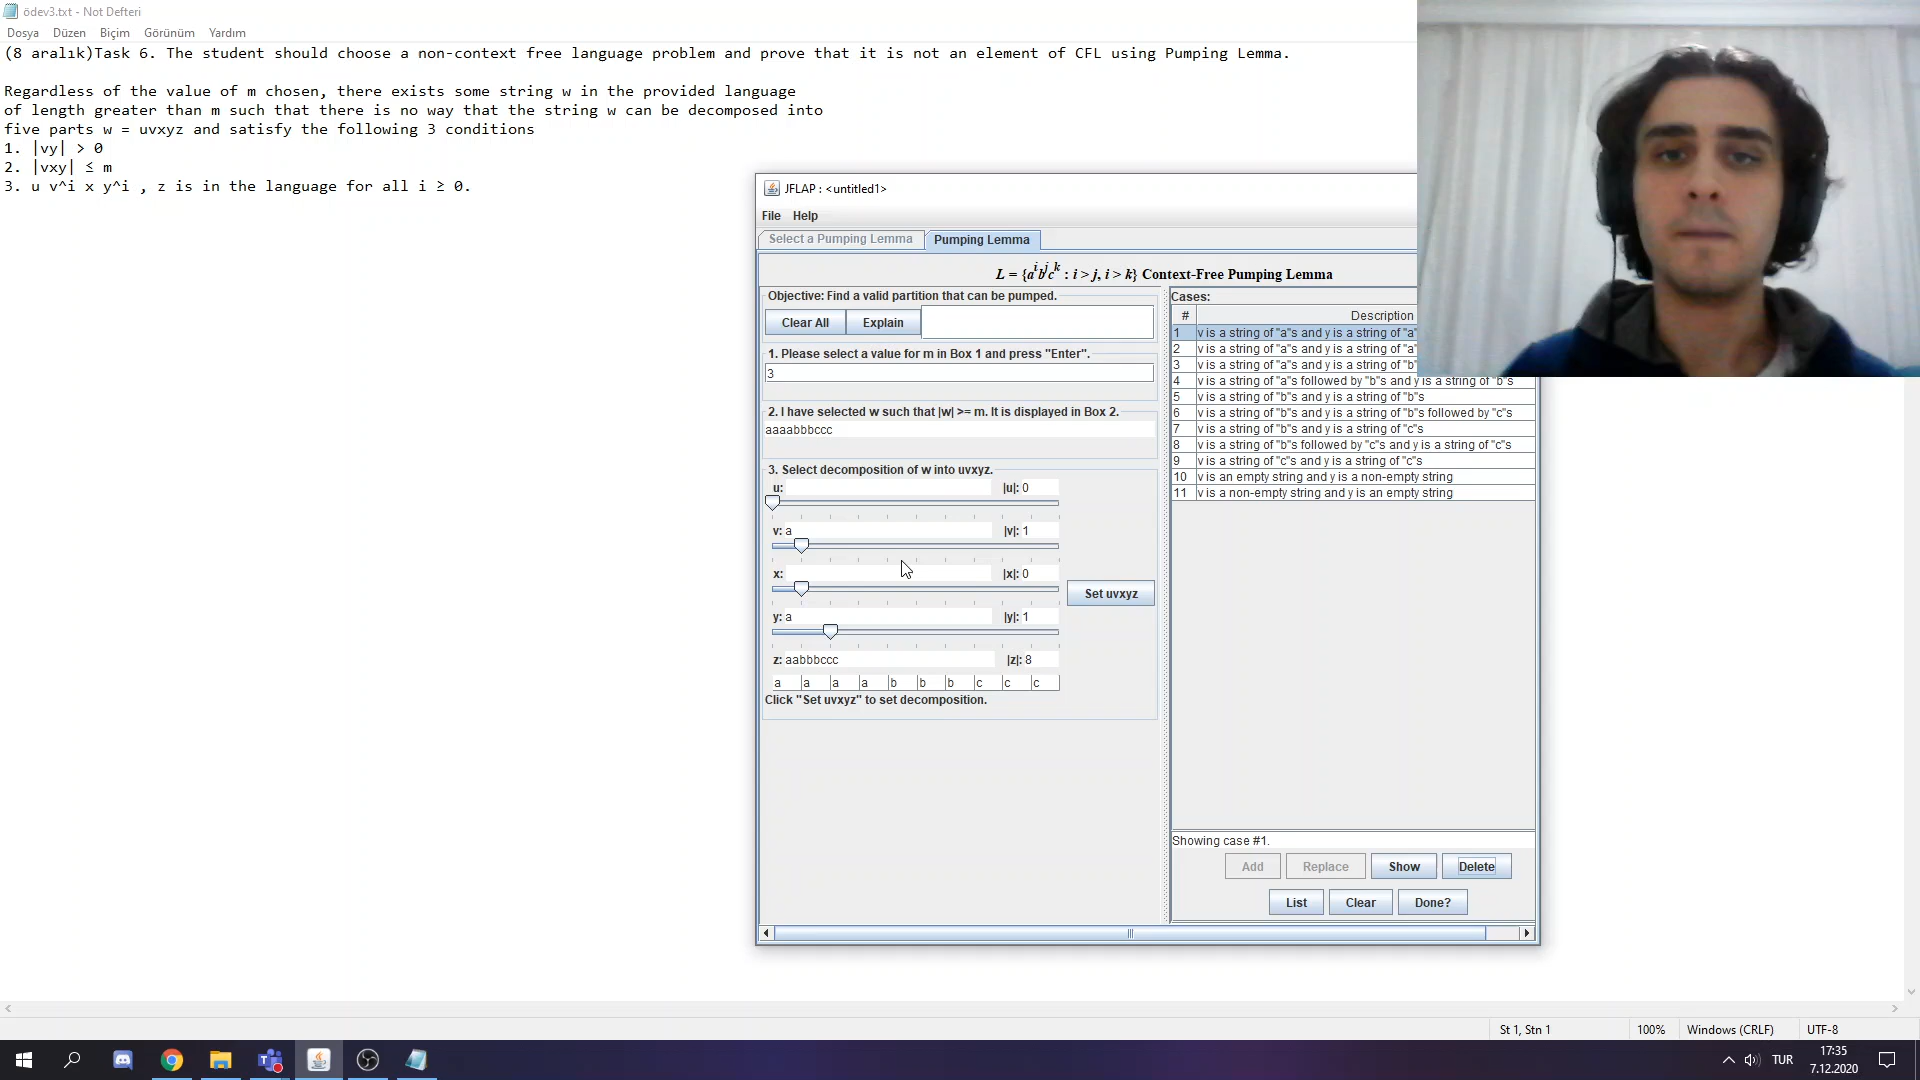 ödev3.txt - Not Defteri
Dosya Düzen Biçim Görünüm Yardım
(8 aralık)Task 6. The student should choose a non-context free language problem and prove that it is not an element of CFL using Pumping Lemma.
Regardless of the value of m chosen, there exists some string w in the provided language
of length greater than m such that there is no way that the string w can be decomposed into
five parts w = uvxyz and satisfy the following 3 conditions
1. |vy| > 0
2. |vxy| ≤ m
3. u v^i x y^i , z is in the language for all i ≥ 0.
JFLAP : <untitled1>
File Help
Select a Pumping Lemma Pumping Lemma
L = {a^i b^j c^k : i > j, i > k} Context-Free Pumping Lemma
Objective: Find a valid partition that can be pumped.
Clear All Explain
1. Please select a value for m in Box 1 and press "Enter".
3
2. I have selected w such that |w| >= m. It is displayed in Box 2.
aaaabbbccc
3. Select decomposition of w into uvxyz.
u: |u|: 0
v: a |v|: 1
x: |x|: 0
Set uvxyz
y: a |y|: 1
z: aabbbccc |z|: 8
a a a a b b b c c c
Click "Set uvxyz" to set decomposition.
Cases:
# Description
1 v is a string of "a"s and y is a string of "a"
2 v is a string of "a"s and y is a string of "a"
3 v is a string of "a"s and y is a string of "b"
4 v is a string of "a"s followed by "b"s and y is a string of "b"s
5 v is a string of "b"s and y is a string of "b"s
6 v is a string of "b"s and y is a string of "b"s followed by "c"s
7 v is a string of "b"s and y is a string of "c"s
8 v is a string of "b"s followed by "c"s and y is a string of "c"s
9 v is a string of "c"s and y is a string of "c"s
10 v is an empty string and y is a non-empty string
11 v is a non-empty string and y is an empty string
Showing case #1.
Add Replace Show Delete
List Clear Done?
St 1, Stn 1 100% Windows (CRLF) UTF-8
TUR
17:35
7.12.2020